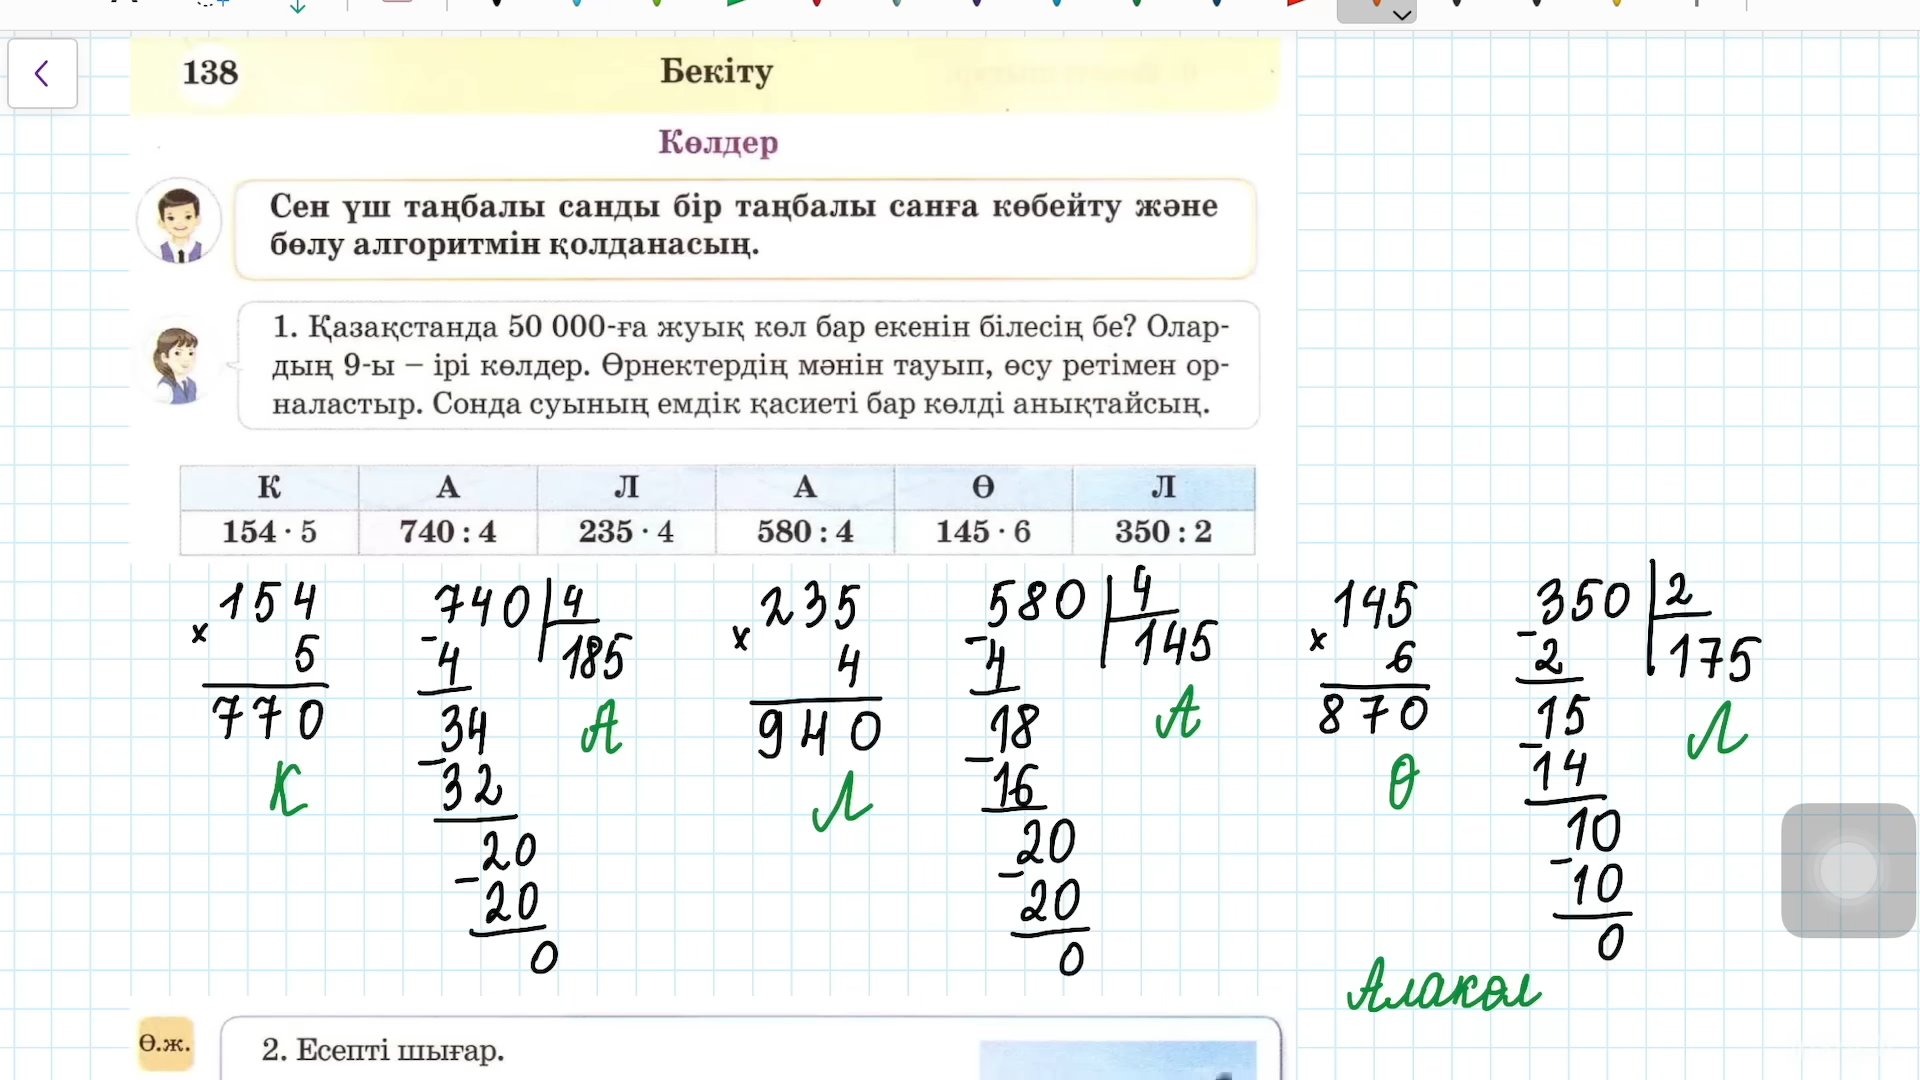 138
Бекіту
Көлдер
Сен үш таңбалы санды бір таңбалы санға көбейту және
бөлу алгоритмін қолданасың.
1. Қазақстанда 50 000-ға жуық көл бар екенін білесің бе? Олар-
дың 9-ы – ірі көлдер. Өрнектердің мәнін тауып, өсу ретімен ор-
наластыр. Сонда суының емдік қасиеті бар көлді анықтайсың.
К А Л А Ө Л
154 · 5 740 : 4 235 · 4 580 : 4 145 · 6 350 : 2
154
× 5
770
К
740 4
- 4 185
34 А
- 32
20
- 20
0
235
× 4
940
Л
580 4
- 4 145
18 А
- 16
20
- 20
0
145
× 6
870
Ө
350 2
- 2 175
15 Л
- 14
10
- 10
0
Алакөл
Ө.ж.
2. Есепті шығар.